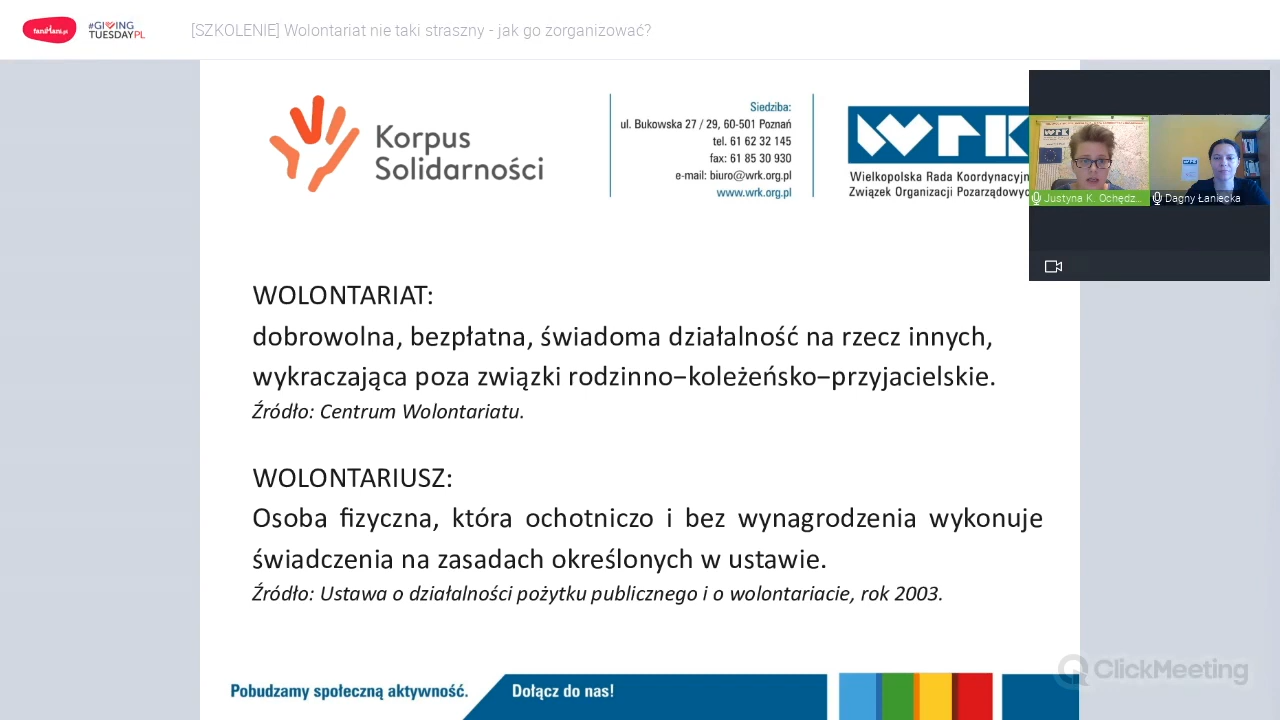 faniMani.pl
#GIVING
TUESDAYPL
[SZKOLENIE] Wolontariat nie taki straszny - jak go zorganizować?
Korpus
Solidarności
Siedziba:
ul. Bukowska 27 / 29, 60-501 Poznań
tel. 61 62 32 145
fax: 61 85 30 930
e-mail: biuro@wrk.org.pl
www.wrk.org.pl
WRK
Wielkopolska Rada Koordynacyjn
Związek Organizacji Pozarządowyc
Justyna K. Ochędz...
Dagny Łaniecka
WOLONTARIAT:
dobrowolna, bezpłatna, świadoma działalność na rzecz innych,
wykraczająca poza związki rodzinno–koleżeńsko–przyjacielskie.
Źródło: Centrum Wolontariatu.
WOLONTARIUSZ:
Osoba fizyczna, która ochotniczo i bez wynagrodzenia wykonuje
świadczenia na zasadach określonych w ustawie.
Źródło: Ustawa o działalności pożytku publicznego i o wolontariacie, rok 2003.
Pobudzamy społeczną aktywność.
Dołącz do nas!
ClickMeeting